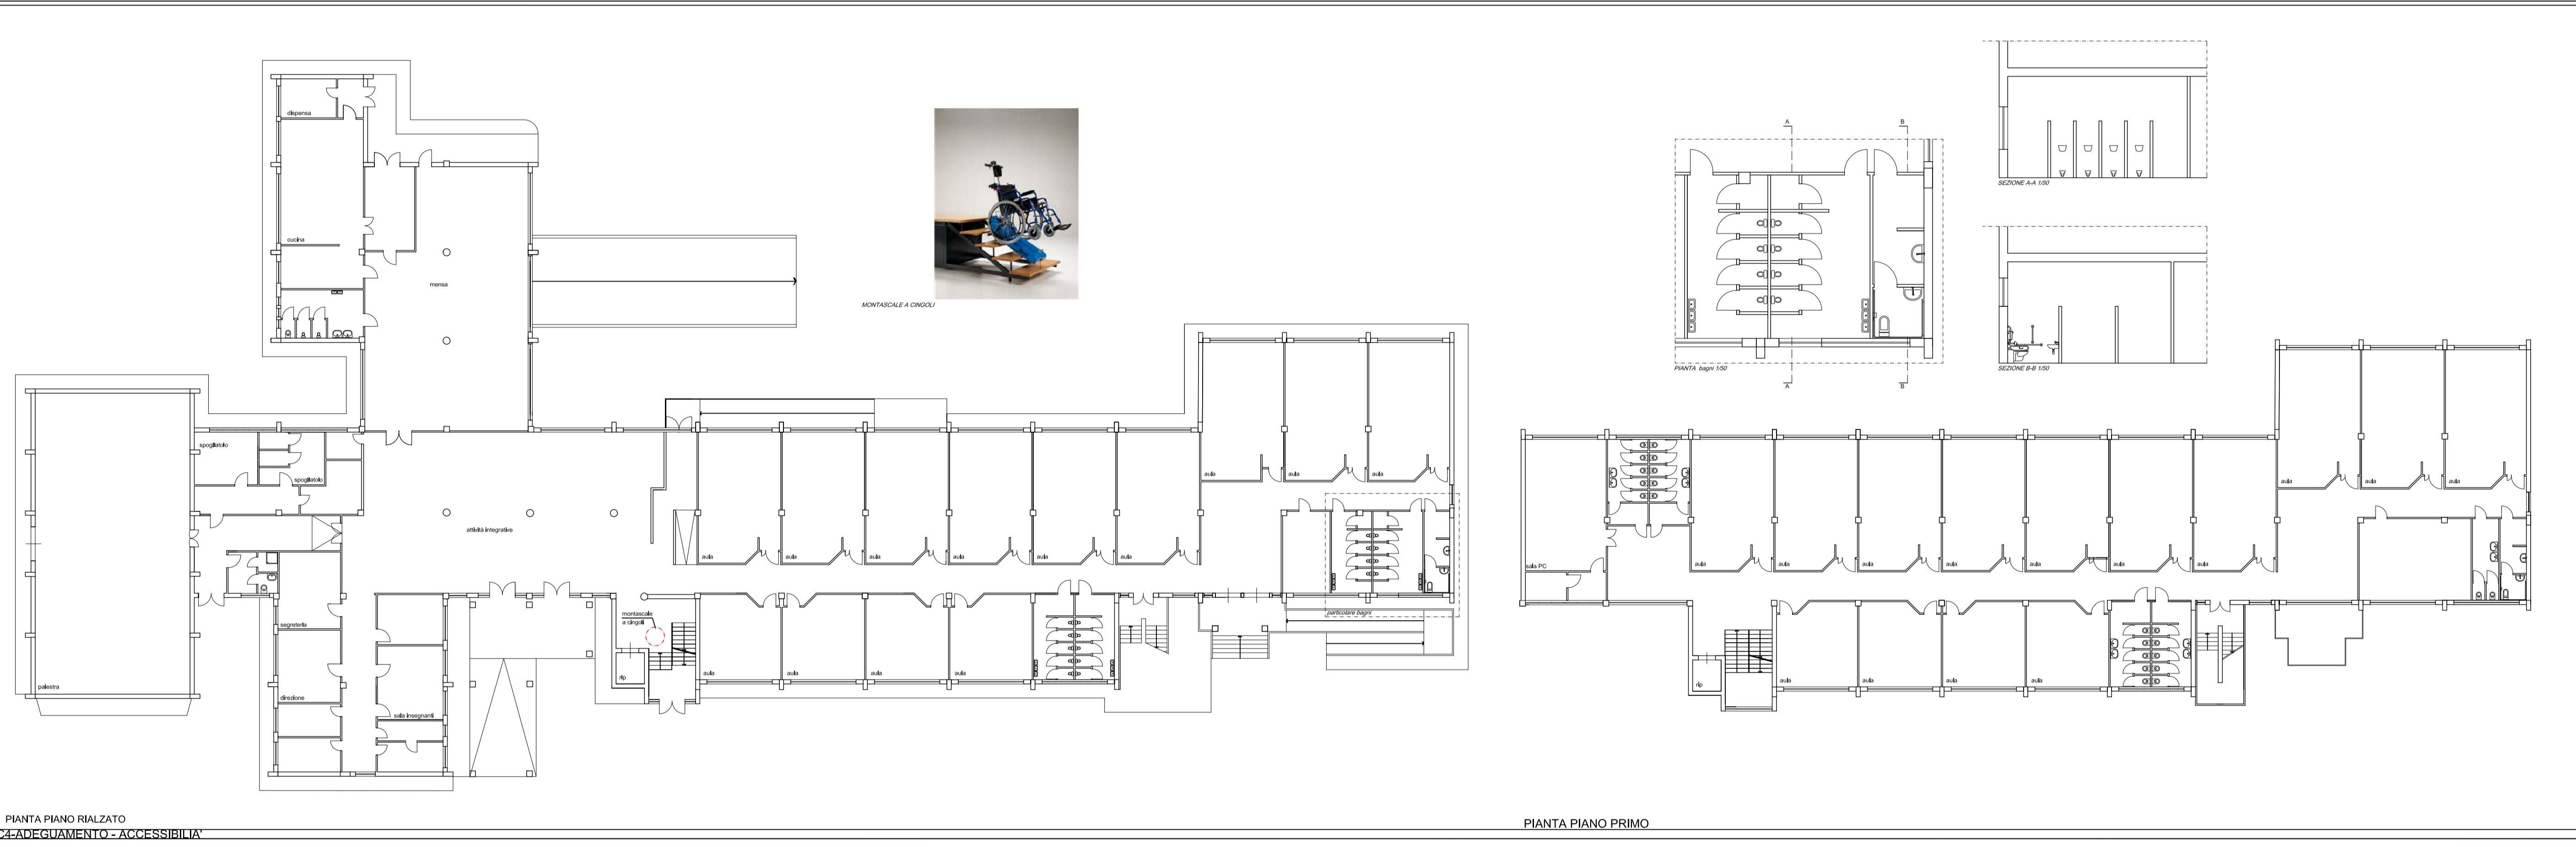 dispensa
cucina
mensa
MONTASCALE A CINGOLI
A
B
PIANTA bagni 1/50
A
B
SEZIONE A-A 1/50
SEZIONE B-B 1/50
spogliatoio
spogliatoio
attività integrative
aula
aula
aula
aula
aula
aula
aula
aula
aula
segreteria
montascale
a cingoli
particolare bagni
palestra
direzione
sala insegnanti
rip
aula
aula
aula
aula
aula
aula
aula
sala PC
aula
aula
aula
aula
aula
aula
aula
rip
aula
aula
aula
aula
PIANTA PIANO RIALZATO
C4-ADEGUAMENTO - ACCESSIBILIA'
PIANTA PIANO PRIMO